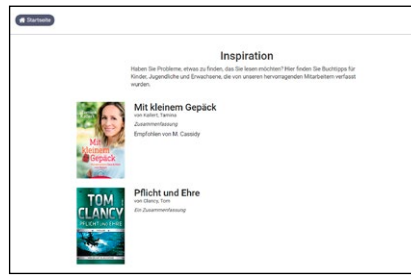 Startseite
Inspiration
Haben Sie Probleme, etwas zu finden, das Sie lesen möchten? Hier finden Sie Buchtipps für
Kinder, Jugendliche und Erwachsene, die von unseren hervorragenden Mitarbeitern verfasst
wurden.
Mit kleinem Gepäck
von Kallert, Tamina
Zusammenfassung
Empfohlen von M. Cassidy
Mit
kleinem
Gepäck
Pflicht und Ehre
von Clancy, Tom
Ein Zusammenfassung
TOM
CLANCY
PFLICHT UND EHRE